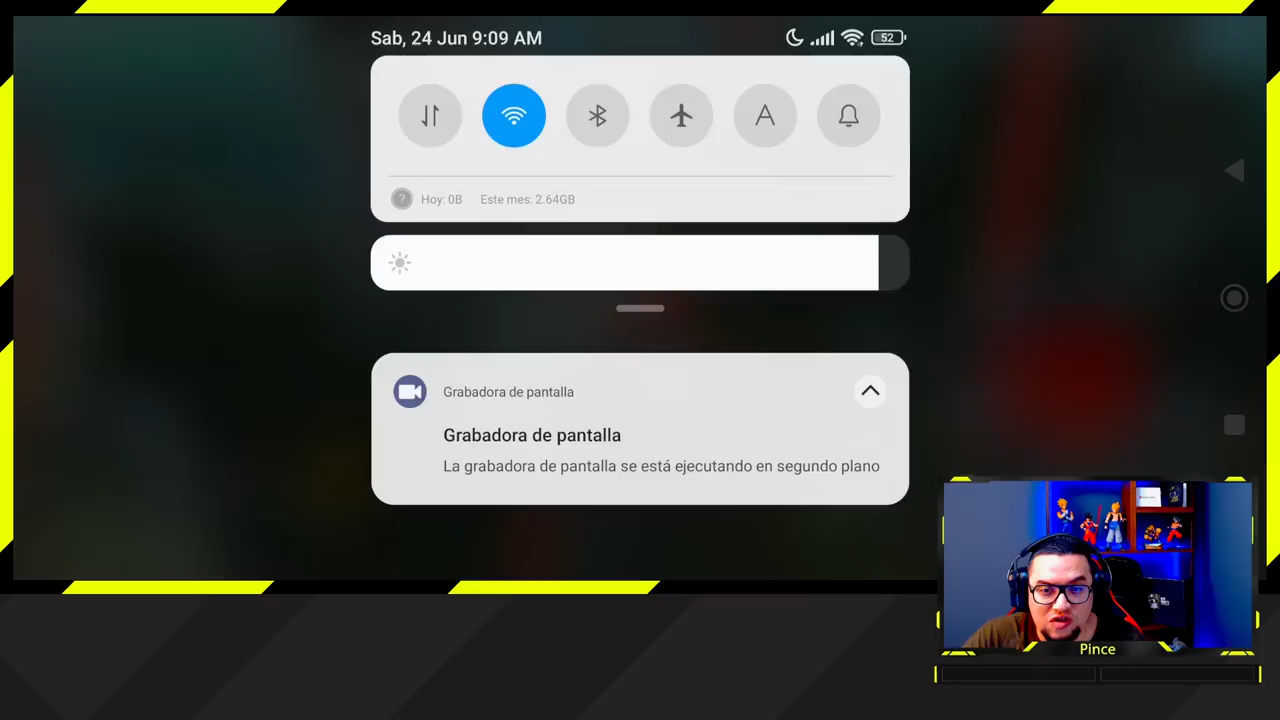 Sab, 24 Jun 9:09 AM
52
A
Hoy: 0B Este mes: 2.64GB
Grabadora de pantalla
Grabadora de pantalla
La grabadora de pantalla se está ejecutando en segundo plano
Pince